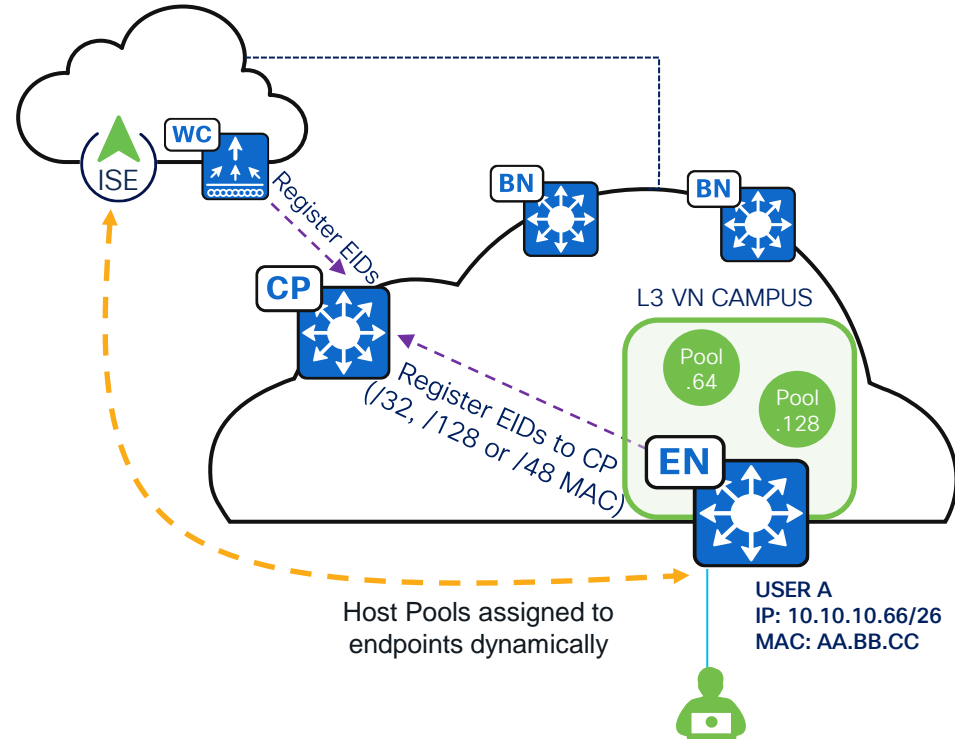 WC
ISE
Register EIDs
BN
BN
CP
L3 VN CAMPUS
Pool
.64
Pool
.128
Register EIDs to CP
(/32, /128 or /48 MAC)
EN
Host Pools assigned to
endpoints dynamically
USER A
IP: 10.10.10.66/26
MAC: AA.BB.CC